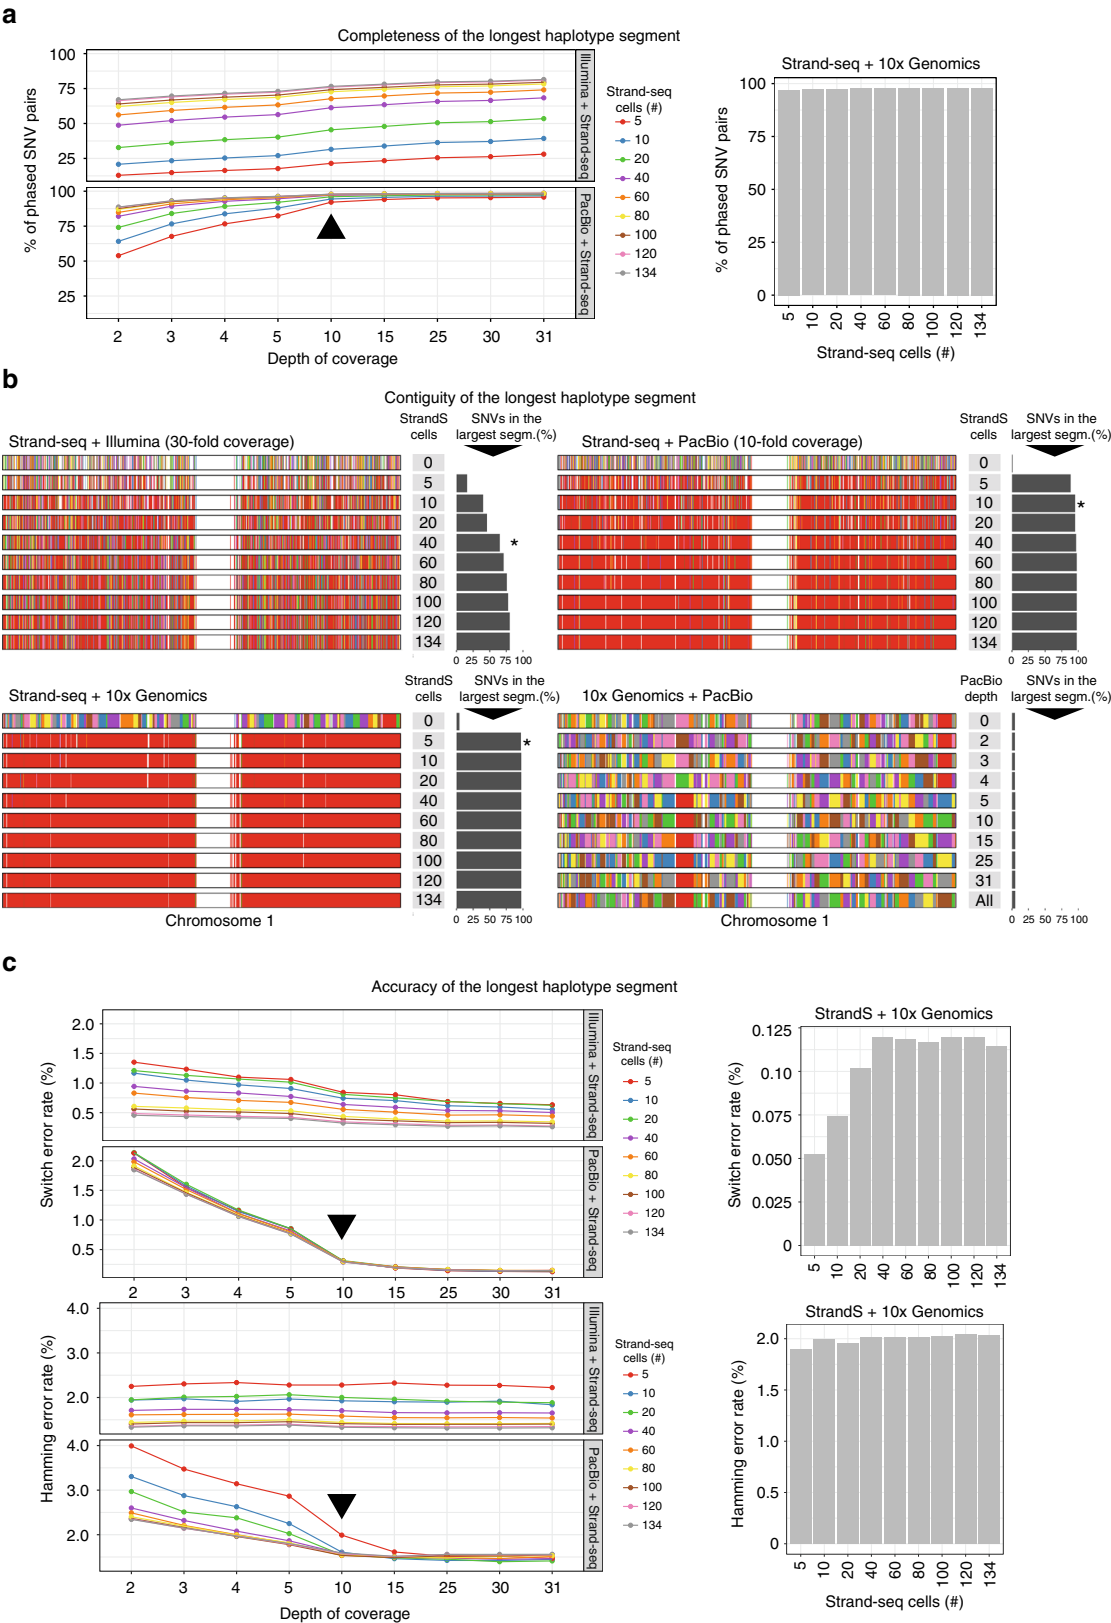 a
Completeness of the longest haplotype segment
% of phased SNV pairs
100
75
50
25
Illumina + Strand-seq
100
75
50
25
PacBio + Strand-seq
2 3 4 5 10 15 25 30 31
Depth of coverage
Strand-seq
cells (#)
5
10
20
40
60
80
100
120
134
Strand-seq + 10x Genomics
% of phased SNV pairs
100
75
50
25
0
5 10 20 40 60 80 100 120 134
Strand-seq cells (#)
b
Contiguity of the longest haplotype segment
Strand-seq + Illumina (30-fold coverage)
StrandS
cells
SNVs in the
largest segm.(%)
0
5
10
20
40 *
60
80
100
120
134
0 25 50 75 100
Strand-seq + PacBio (10-fold coverage)
StrandS
cells
SNVs in the
largest segm.(%)
0
5
10 *
20
40
60
80
100
120
134
0 25 50 75 100
Strand-seq + 10x Genomics
StrandS
cells
SNVs in the
largest segm.(%)
0
5 *
10
20
40
60
80
100
120
134
Chromosome 1
0 25 50 75 100
10x Genomics + PacBio
PacBio
depth
SNVs in the
largest segm.(%)
0
2
3
4
5
10
15
25
31
All
Chromosome 1
0 25 50 75 100
c
Accuracy of the longest haplotype segment
Switch error rate (%)
2.0
1.5
1.0
0.5
Illumina + Strand-seq
2.0
1.5
1.0
0.5
PacBio + Strand-seq
2 3 4 5 10 15 25 30 31
Strand-seq
cells (#)
5
10
20
40
60
80
100
120
134
StrandS + 10x Genomics
Switch error rate (%)
0.125
0.10
0.075
0.050
0.025
0
5 10 20 40 60 80 100 120 134
Hamming error rate (%)
4.0
3.0
2.0
Illumina + Strand-seq
4.0
3.0
2.0
PacBio + Strand-seq
2 3 4 5 10 15 25 30 31
Depth of coverage
Strand-seq
cells (#)
5
10
20
40
60
80
100
120
134
StrandS + 10x Genomics
Hamming error rate (%)
2.0
1.5
1.0
0.5
0
5 10 20 40 60 80 100 120 134
Strand-seq cells (#)